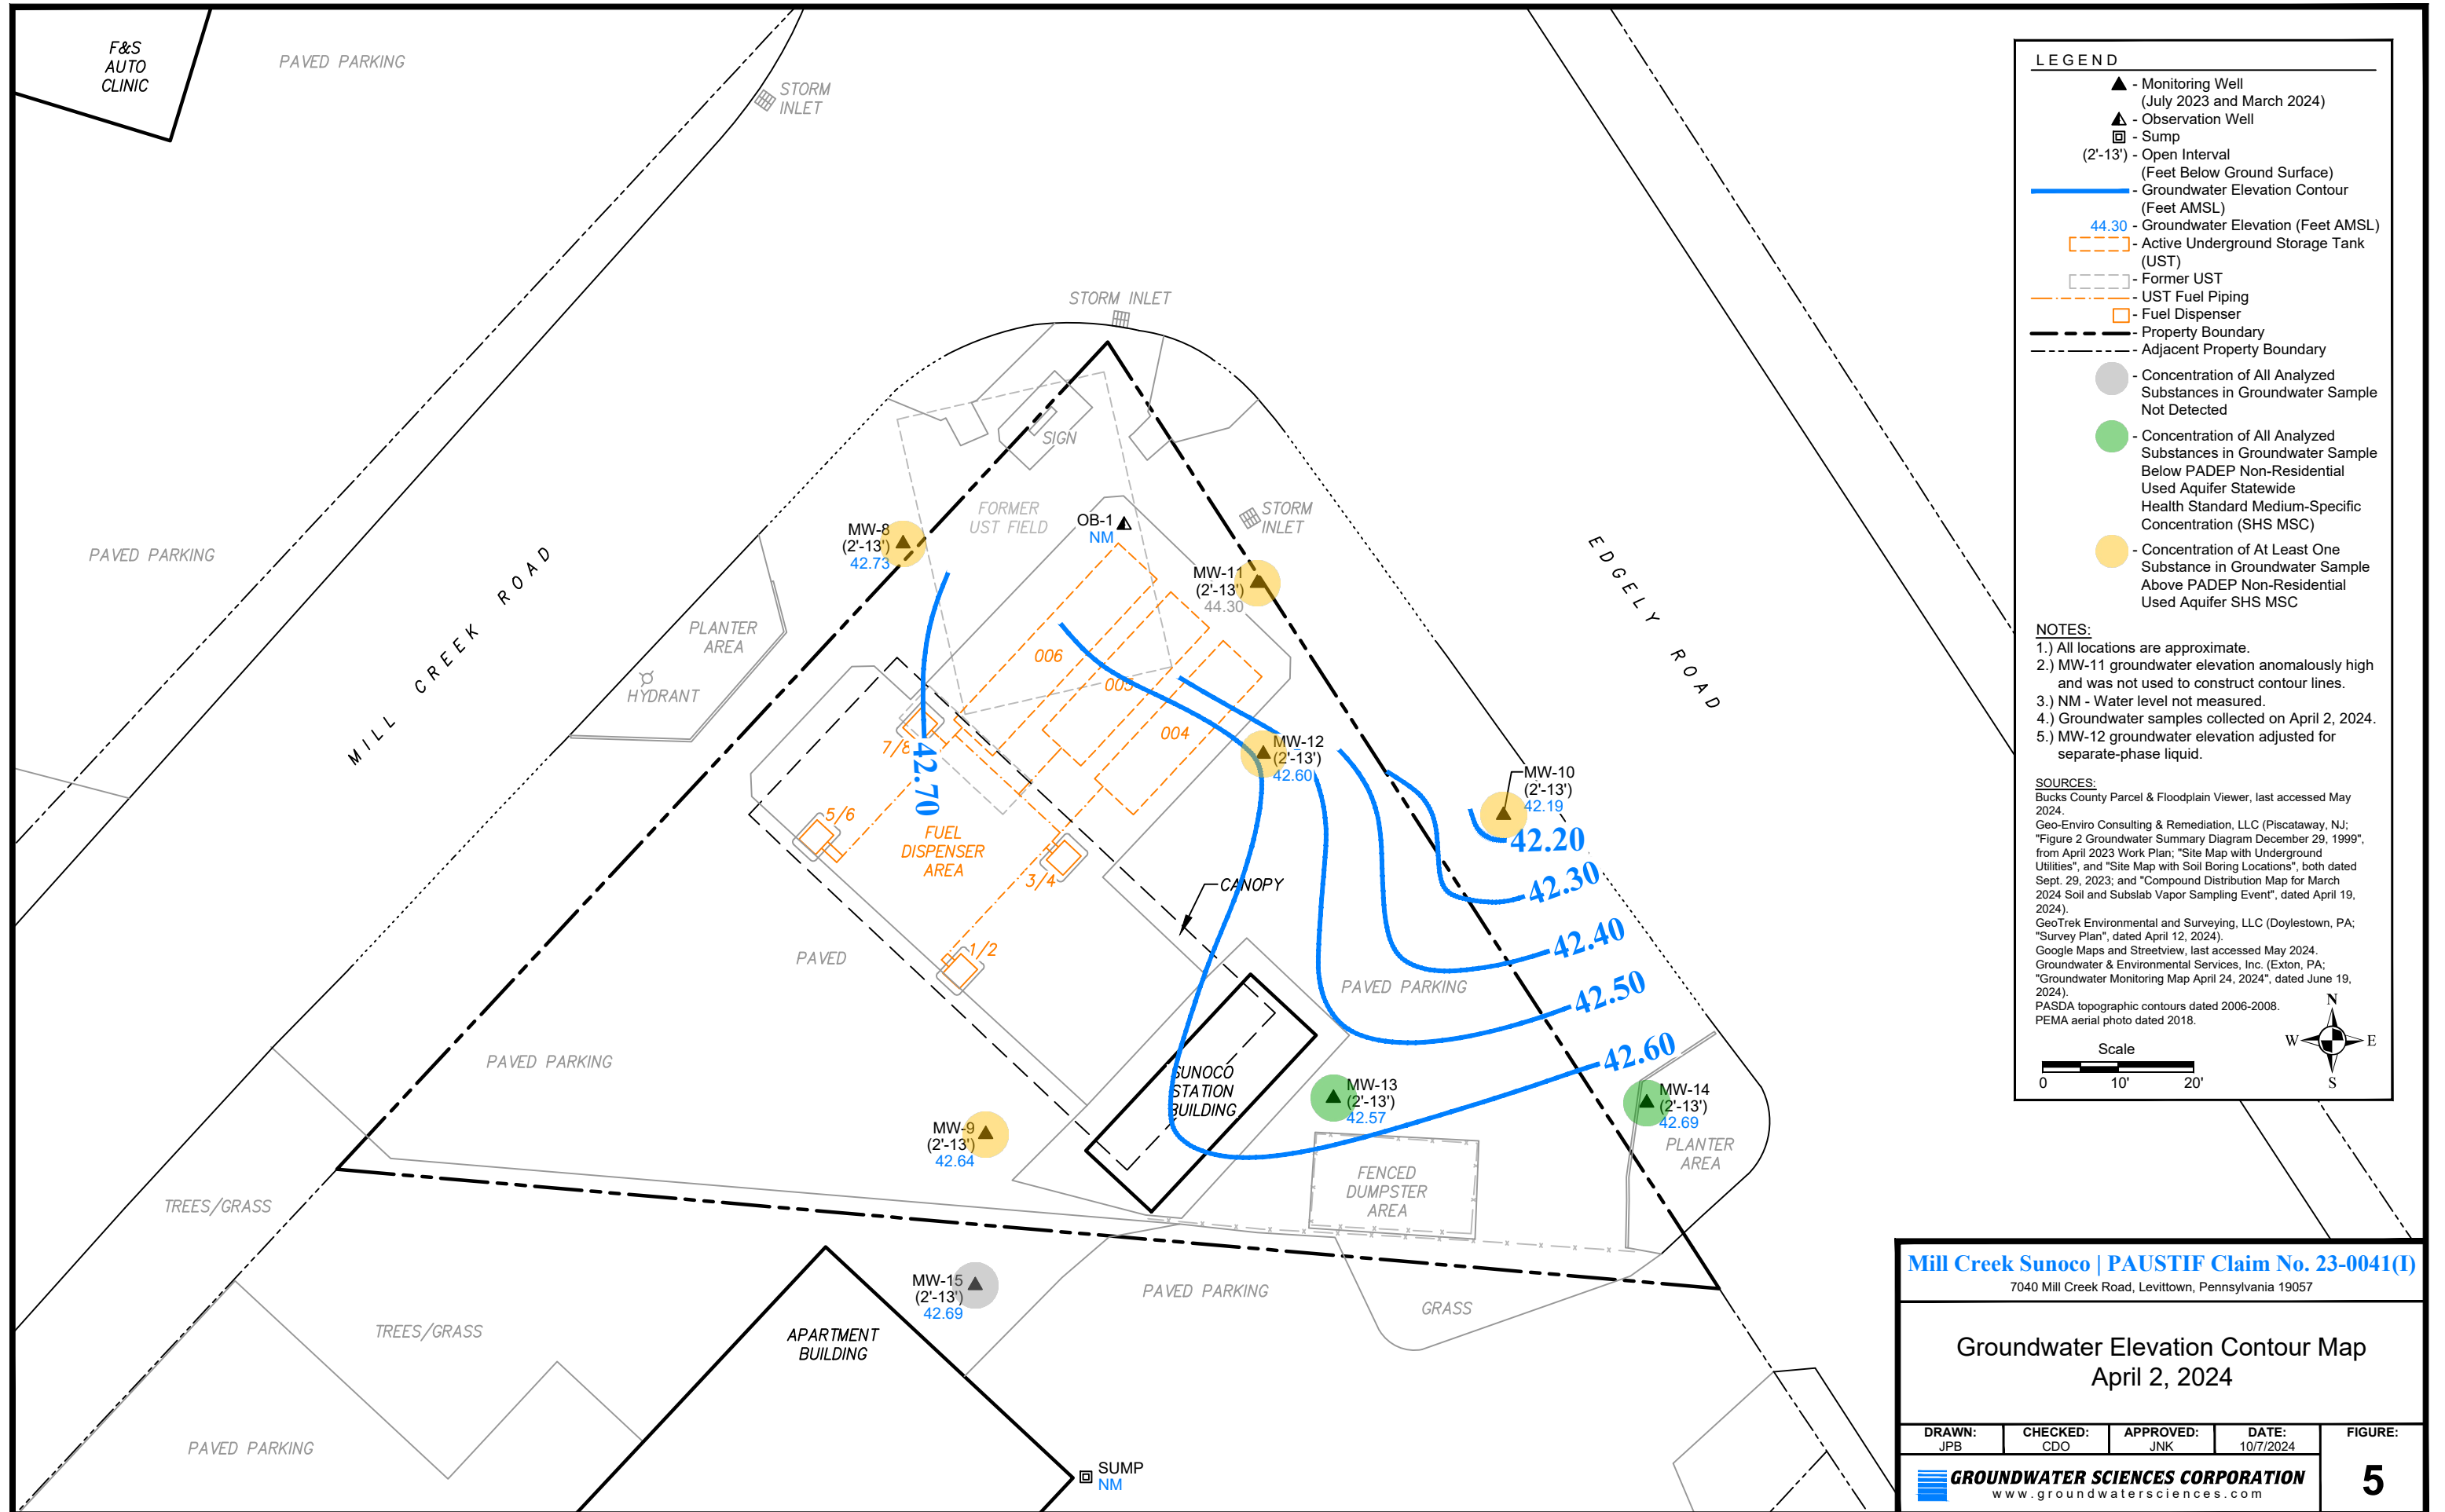 F&S
AUTO
CLINIC
PAVED PARKING
STORM
INLET
STORM INLET
SIGN
FORMER
UST FIELD
OB-1
NM
STORM
INLET
MW-8
(2'-13')
42.73
MW-11
(2'-13')
44.30
PAVED PARKING
MILL CREEK ROAD
EDGELY ROAD
PLANTER
AREA
HYDRANT
006
005
004
7/8
42.70
5/6
FUEL
DISPENSER
AREA
3/4
1/2
MW-12
(2'-13')
42.60
MW-10
(2'-13')
42.19
42.20
42.30
42.40
42.50
42.60
CANOPY
PAVED
PAVED PARKING
PAVED PARKING
SUNOCO
STATION
BUILDING
MW-13
(2'-13')
42.57
MW-14
(2'-13')
42.69
PLANTER
AREA
MW-9
(2'-13')
42.64
FENCED
DUMPSTER
AREA
TREES/GRASS
MW-15
(2'-13')
42.69
PAVED PARKING
GRASS
TREES/GRASS
APARTMENT
BUILDING
PAVED PARKING
SUMP
NM
LEGEND
- Monitoring Well
(July 2023 and March 2024)
- Observation Well
- Sump
(2'-13') - Open Interval
(Feet Below Ground Surface)
- Groundwater Elevation Contour
(Feet AMSL)
44.30 - Groundwater Elevation (Feet AMSL)
- Active Underground Storage Tank
(UST)
- Former UST
- UST Fuel Piping
- Fuel Dispenser
- Property Boundary
- Adjacent Property Boundary
- Concentration of All Analyzed
Substances in Groundwater Sample
Not Detected
- Concentration of All Analyzed
Substances in Groundwater Sample
Below PADEP Non-Residential
Used Aquifer Statewide
Health Standard Medium-Specific
Concentration (SHS MSC)
- Concentration of At Least One
Substance in Groundwater Sample
Above PADEP Non-Residential
Used Aquifer SHS MSC
NOTES:
1.) All locations are approximate.
2.) MW-11 groundwater elevation anomalously high
and was not used to construct contour lines.
3.) NM - Water level not measured.
4.) Groundwater samples collected on April 2, 2024.
5.) MW-12 groundwater elevation adjusted for
separate-phase liquid.
SOURCES:
Bucks County Parcel & Floodplain Viewer, last accessed May
2024.
Geo-Enviro Consulting & Remediation, LLC (Piscataway, NJ;
"Figure 2 Groundwater Summary Diagram December 29, 1999",
from April 2023 Work Plan; "Site Map with Underground
Utilities", and "Site Map with Soil Boring Locations", both dated
Sept. 29, 2023; and "Compound Distribution Map for March
2024 Soil and Subslab Vapor Sampling Event", dated April 19,
2024).
GeoTrek Environmental and Surveying, LLC (Doylestown, PA;
"Survey Plan", dated April 12, 2024).
Google Maps and Streetview, last accessed May 2024.
Groundwater & Environmental Services, Inc. (Exton, PA;
"Groundwater Monitoring Map April 24, 2024", dated June 19,
2024).
PASDA topographic contours dated 2006-2008.
PEMA aerial photo dated 2018.
N
W E
S
Scale
0 10' 20'
Mill Creek Sunoco | PAUSTIF Claim No. 23-0041(I)
7040 Mill Creek Road, Levittown, Pennsylvania 19057
Groundwater Elevation Contour Map
April 2, 2024
DRAWN: CHECKED: APPROVED: DATE: FIGURE:
JPB CDO JNK 10/7/2024
GROUNDWATER SCIENCES CORPORATION
www.groundwatersciences.com
5